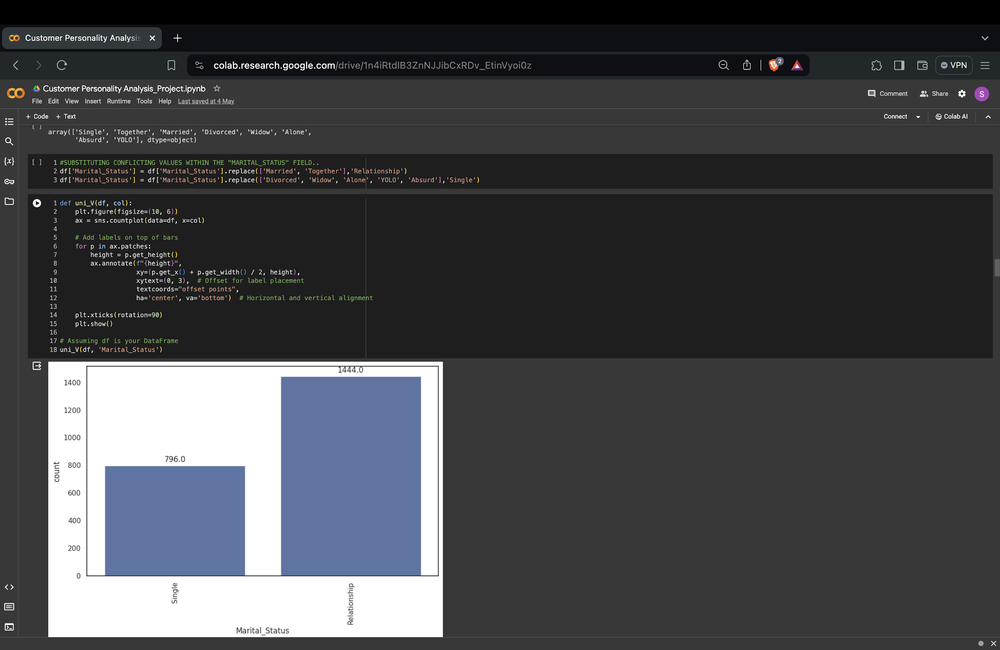 Customer Personality Analysis
colab.research.google.com/drive/1n4iRtdIB3ZnNJJibCxRDv_EtinVyoi0z
2
VPN
Customer Personality Analysis_Project.ipynb
File Edit View Insert Runtime Tools Help Last saved at 4 May
Comment Share S
+ Code + Text
Connect Colab AI
[ ]
array(['Single', 'Together', 'Married', 'Divorced', 'Widow', 'Alone',
'Absurd', 'YOLO'], dtype=object)
[ ] 1 #SUBSTITUTING CONFLICTING VALUES WITHIN THE "MARITAL_STATUS" FIELD..
2 df['Marital_Status'] = df['Marital_Status'].replace(['Married', 'Together'],'Relationship')
3 df['Marital_Status'] = df['Marital_Status'].replace(['Divorced', 'Widow', 'Alone', 'YOLO', 'Absurd'],'Single')
1 def uni_V(df, col):
2 plt.figure(figsize=(10, 6))
3 ax = sns.countplot(data=df, x=col)
4
5 # Add labels on top of bars
6 for p in ax.patches:
7 height = p.get_height()
8 ax.annotate(f"{height}",
9 xy=(p.get_x() + p.get_width() / 2, height),
10 xytext=(0, 3), # Offset for label placement
11 textcoords="offset points",
12 ha='center', va='bottom') # Horizontal and vertical alignment
13
14 plt.xticks(rotation=90)
15 plt.show()
16
17 # Assuming df is your DataFrame
18 uni_V(df, 'Marital_Status')
{x}
1444.0
1400
1200
1000
796.0
800
count
600
400
200
0
Single
Relationship
Marital_Status